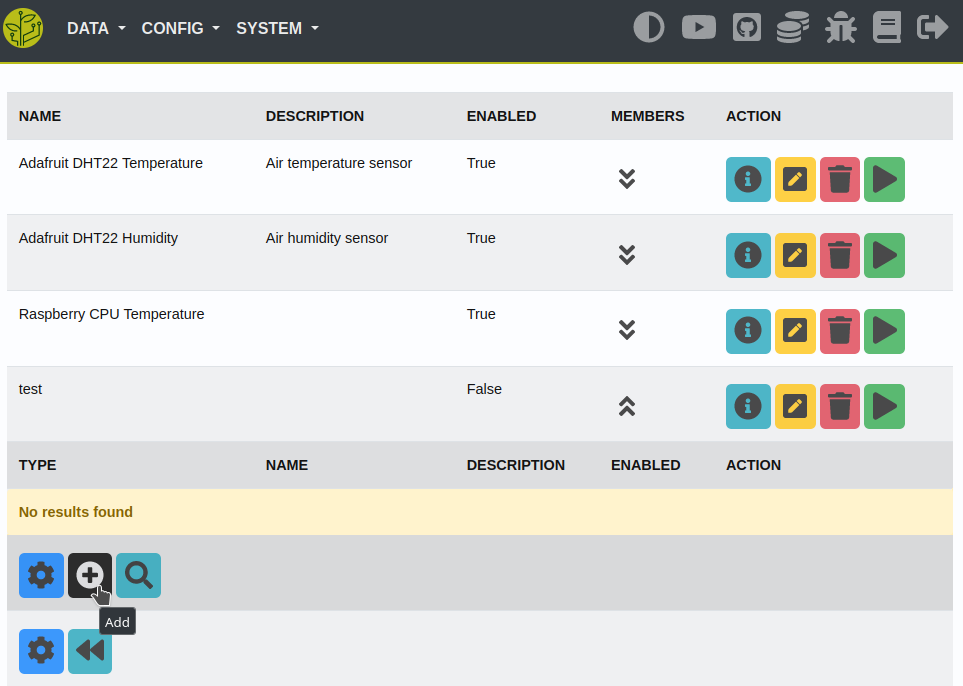 DATA CONFIG SYSTEM
NAME DESCRIPTION ENABLED MEMBERS ACTION
Adafruit DHT22 Temperature Air temperature sensor True
Adafruit DHT22 Humidity Air humidity sensor True
Raspberry CPU Temperature True
test False
TYPE NAME DESCRIPTION ENABLED ACTION
No results found
Add